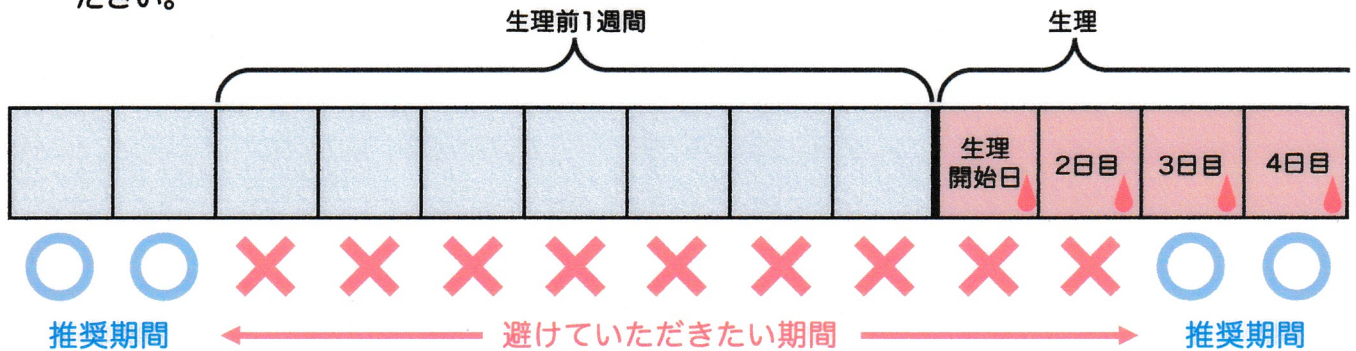 ださい。
生理前1週間
生理
生理
開始日
2日目
3日目
4日目
推奨期間
避けていただきたい期間
推奨期間